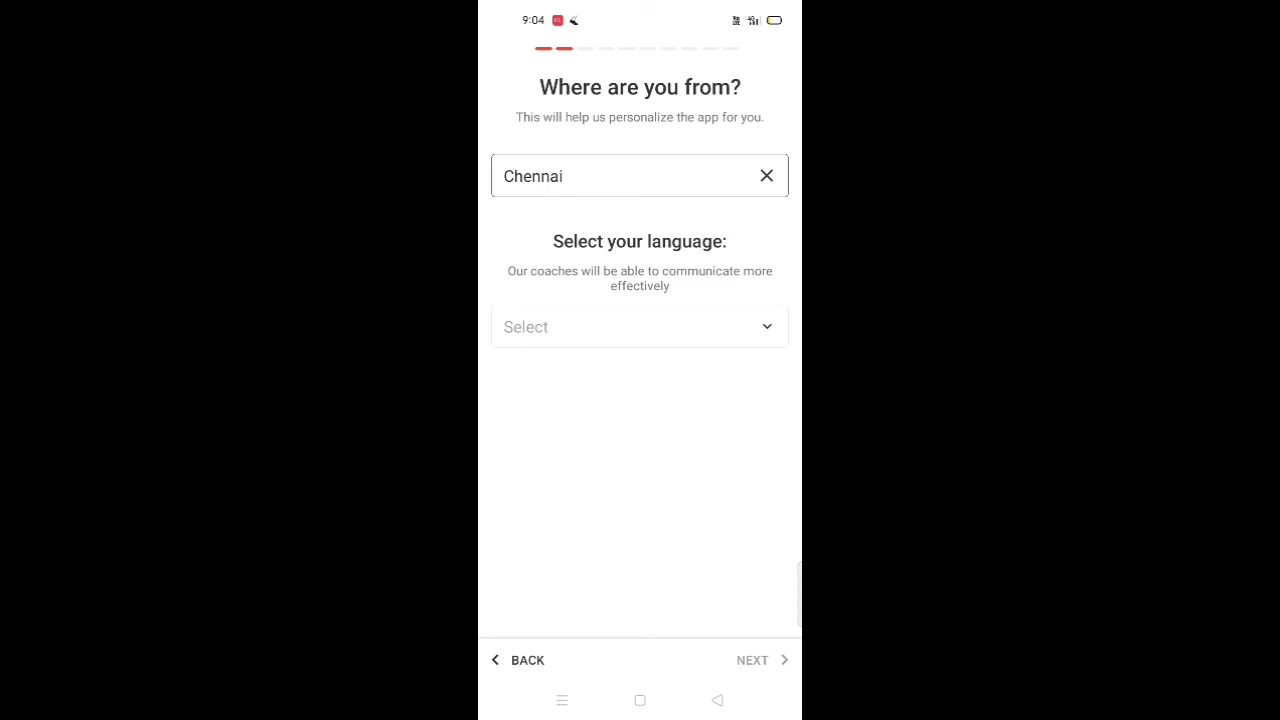 9:04
Where are you from?
This will help us personalize the app for you.
Chennai
Select your language:
Our coaches will be able to communicate more
effectively
Select
BACK
NEXT